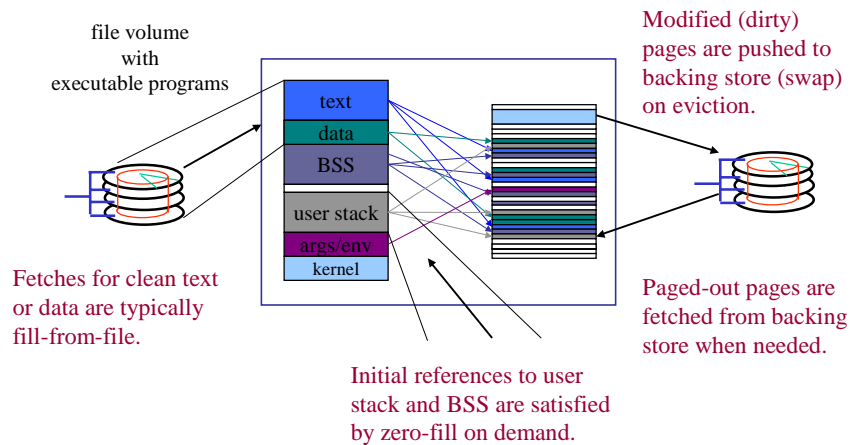 file volume
with
executable programs
Modified (dirty)
pages are pushed to
backing store (swap)
on eviction.
text
data
BSS
user stack
args/env
kernel
Fetches for clean text
or data are typically
fill-from-file.
Paged-out pages are
fetched from backing
store when needed.
Initial references to user
stack and BSS are satisfied
by zero-fill on demand.